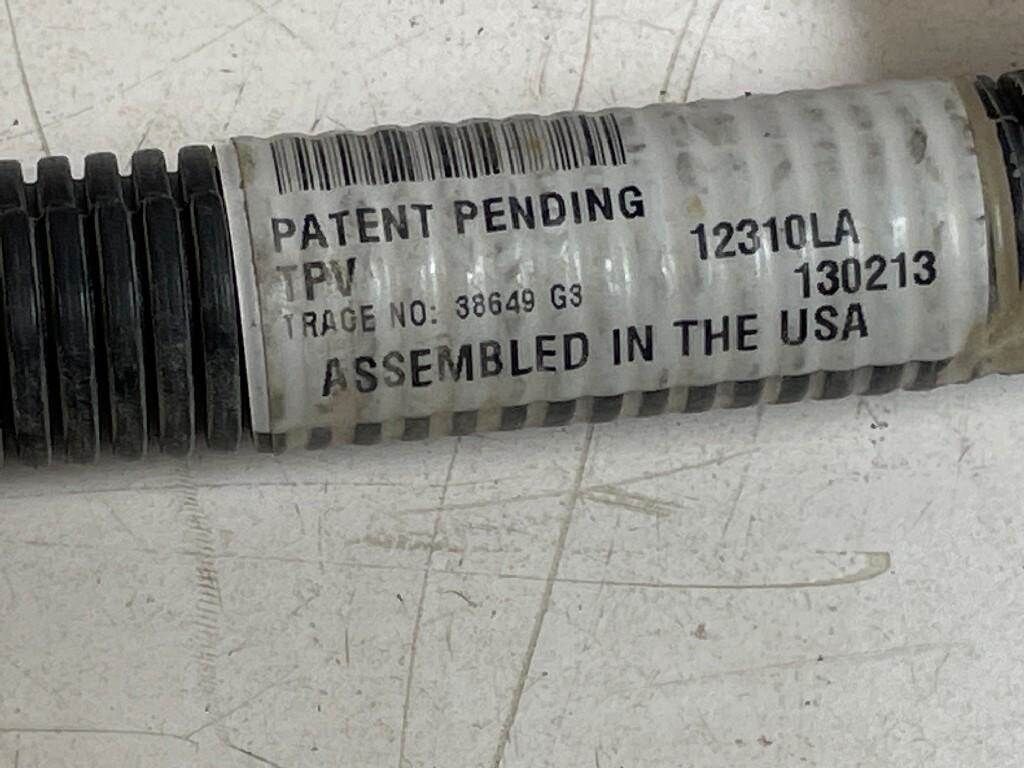 PATENT PENDING
TPV
12310LA
TRACE NO: 38649 G3
130213
ASSEMBLED IN THE USA